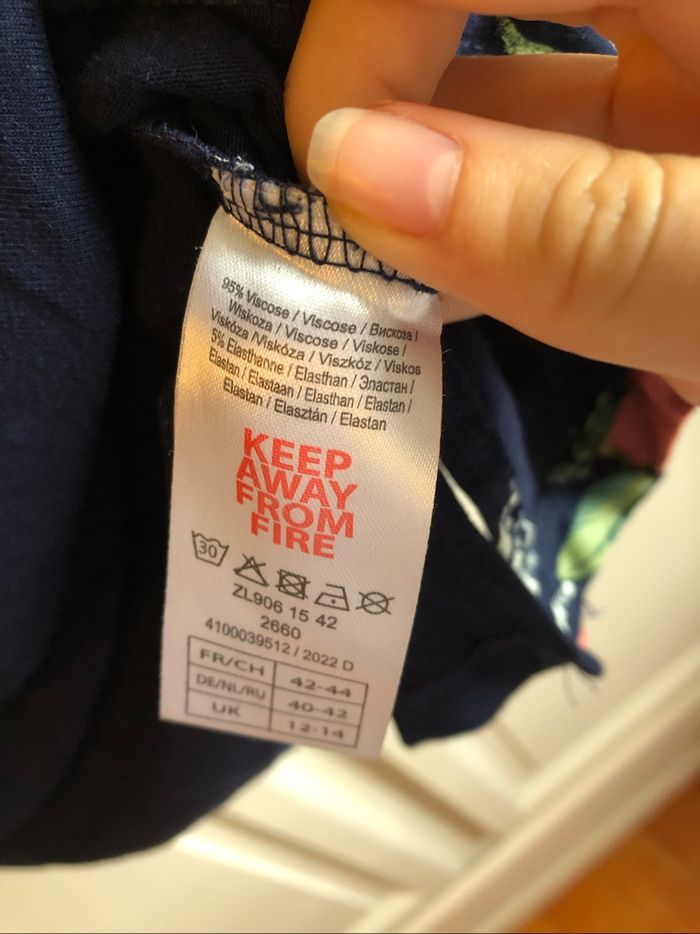 95% Viscose / Viscose / Вискоза /
Wiskoza / Viscose / Viskose /
Viskóza /Viskóza / Viszkóz / Viskos
5% Elasthanne / Elasthan / Эластан /
Elastan / Elastaan / Elasthan / Elastan /
Elastan / Elasztán / Elastan
KEEP
AWAY
FROM
FIRE
30
ZL906 15 42
2660
4100039512 / 2022 D
FR/CH 42-44
DE/NL/RU 40-42
UK 12-14